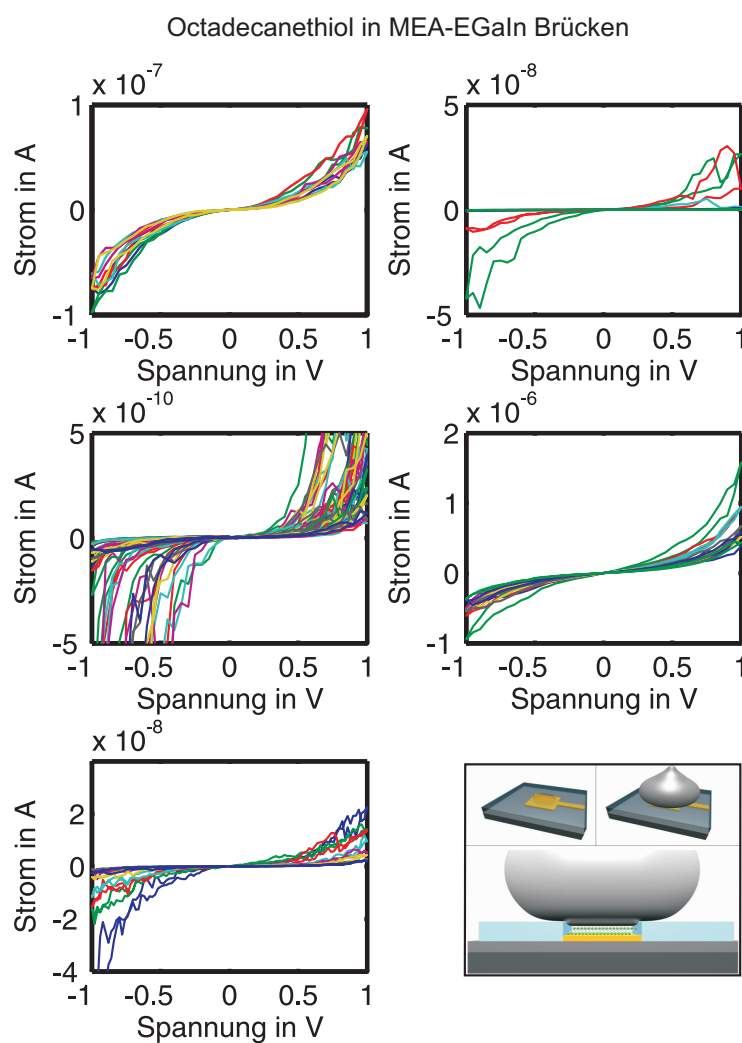 Octadecanethiol in MEA-EGaIn Brücken
x 10⁻⁷
1
0
-1
Strom in A
-1 -0.5 0 0.5 1
Spannung in V
x 10⁻⁸
5
0
-5
Strom in A
-1 -0.5 0 0.5 1
Spannung in V
x 10⁻¹⁰
5
0
-5
Strom in A
-1 -0.5 0 0.5 1
Spannung in V
x 10⁻⁶
2
1
0
-1
Strom in A
-1 -0.5 0 0.5 1
Spannung in V
x 10⁻⁸
2
0
-2
-4
Strom in A
-1 -0.5 0 0.5 1
Spannung in V